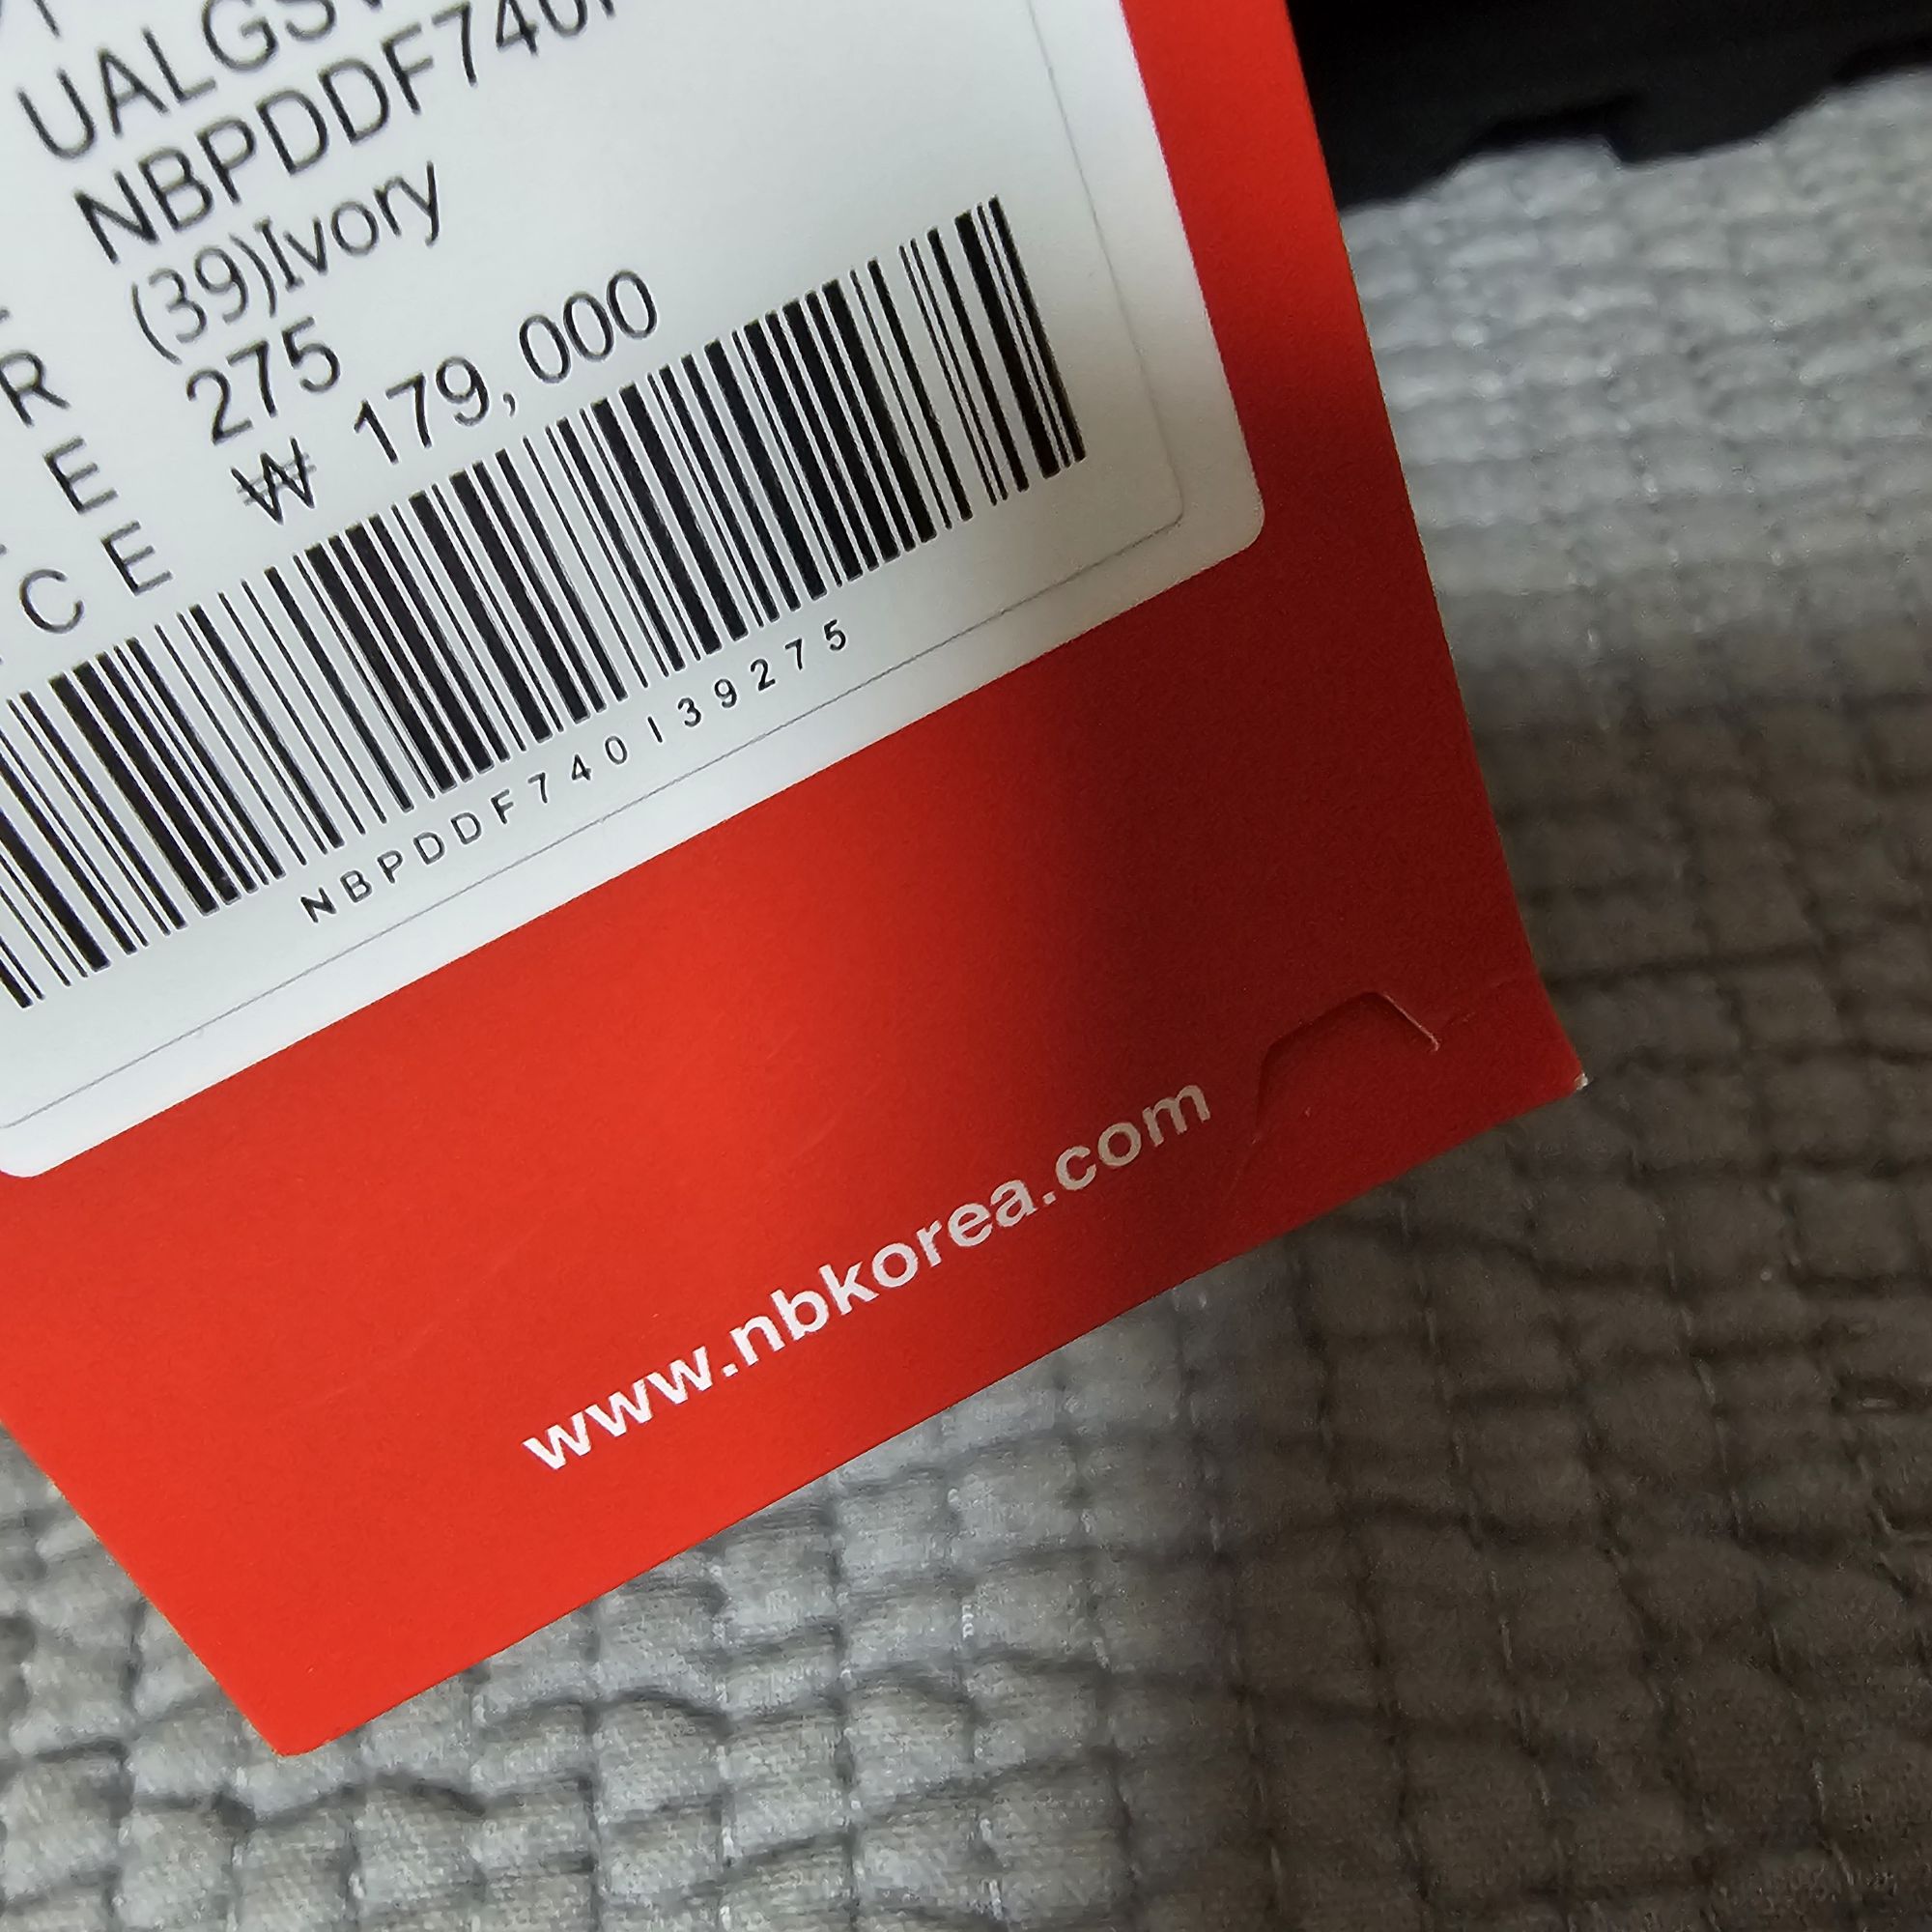 UALGS
NBPDDF740
(39)Ivory
R 275
E ₩ 179,000
CE
NBPDDF740I39275
www.nbkorea.com